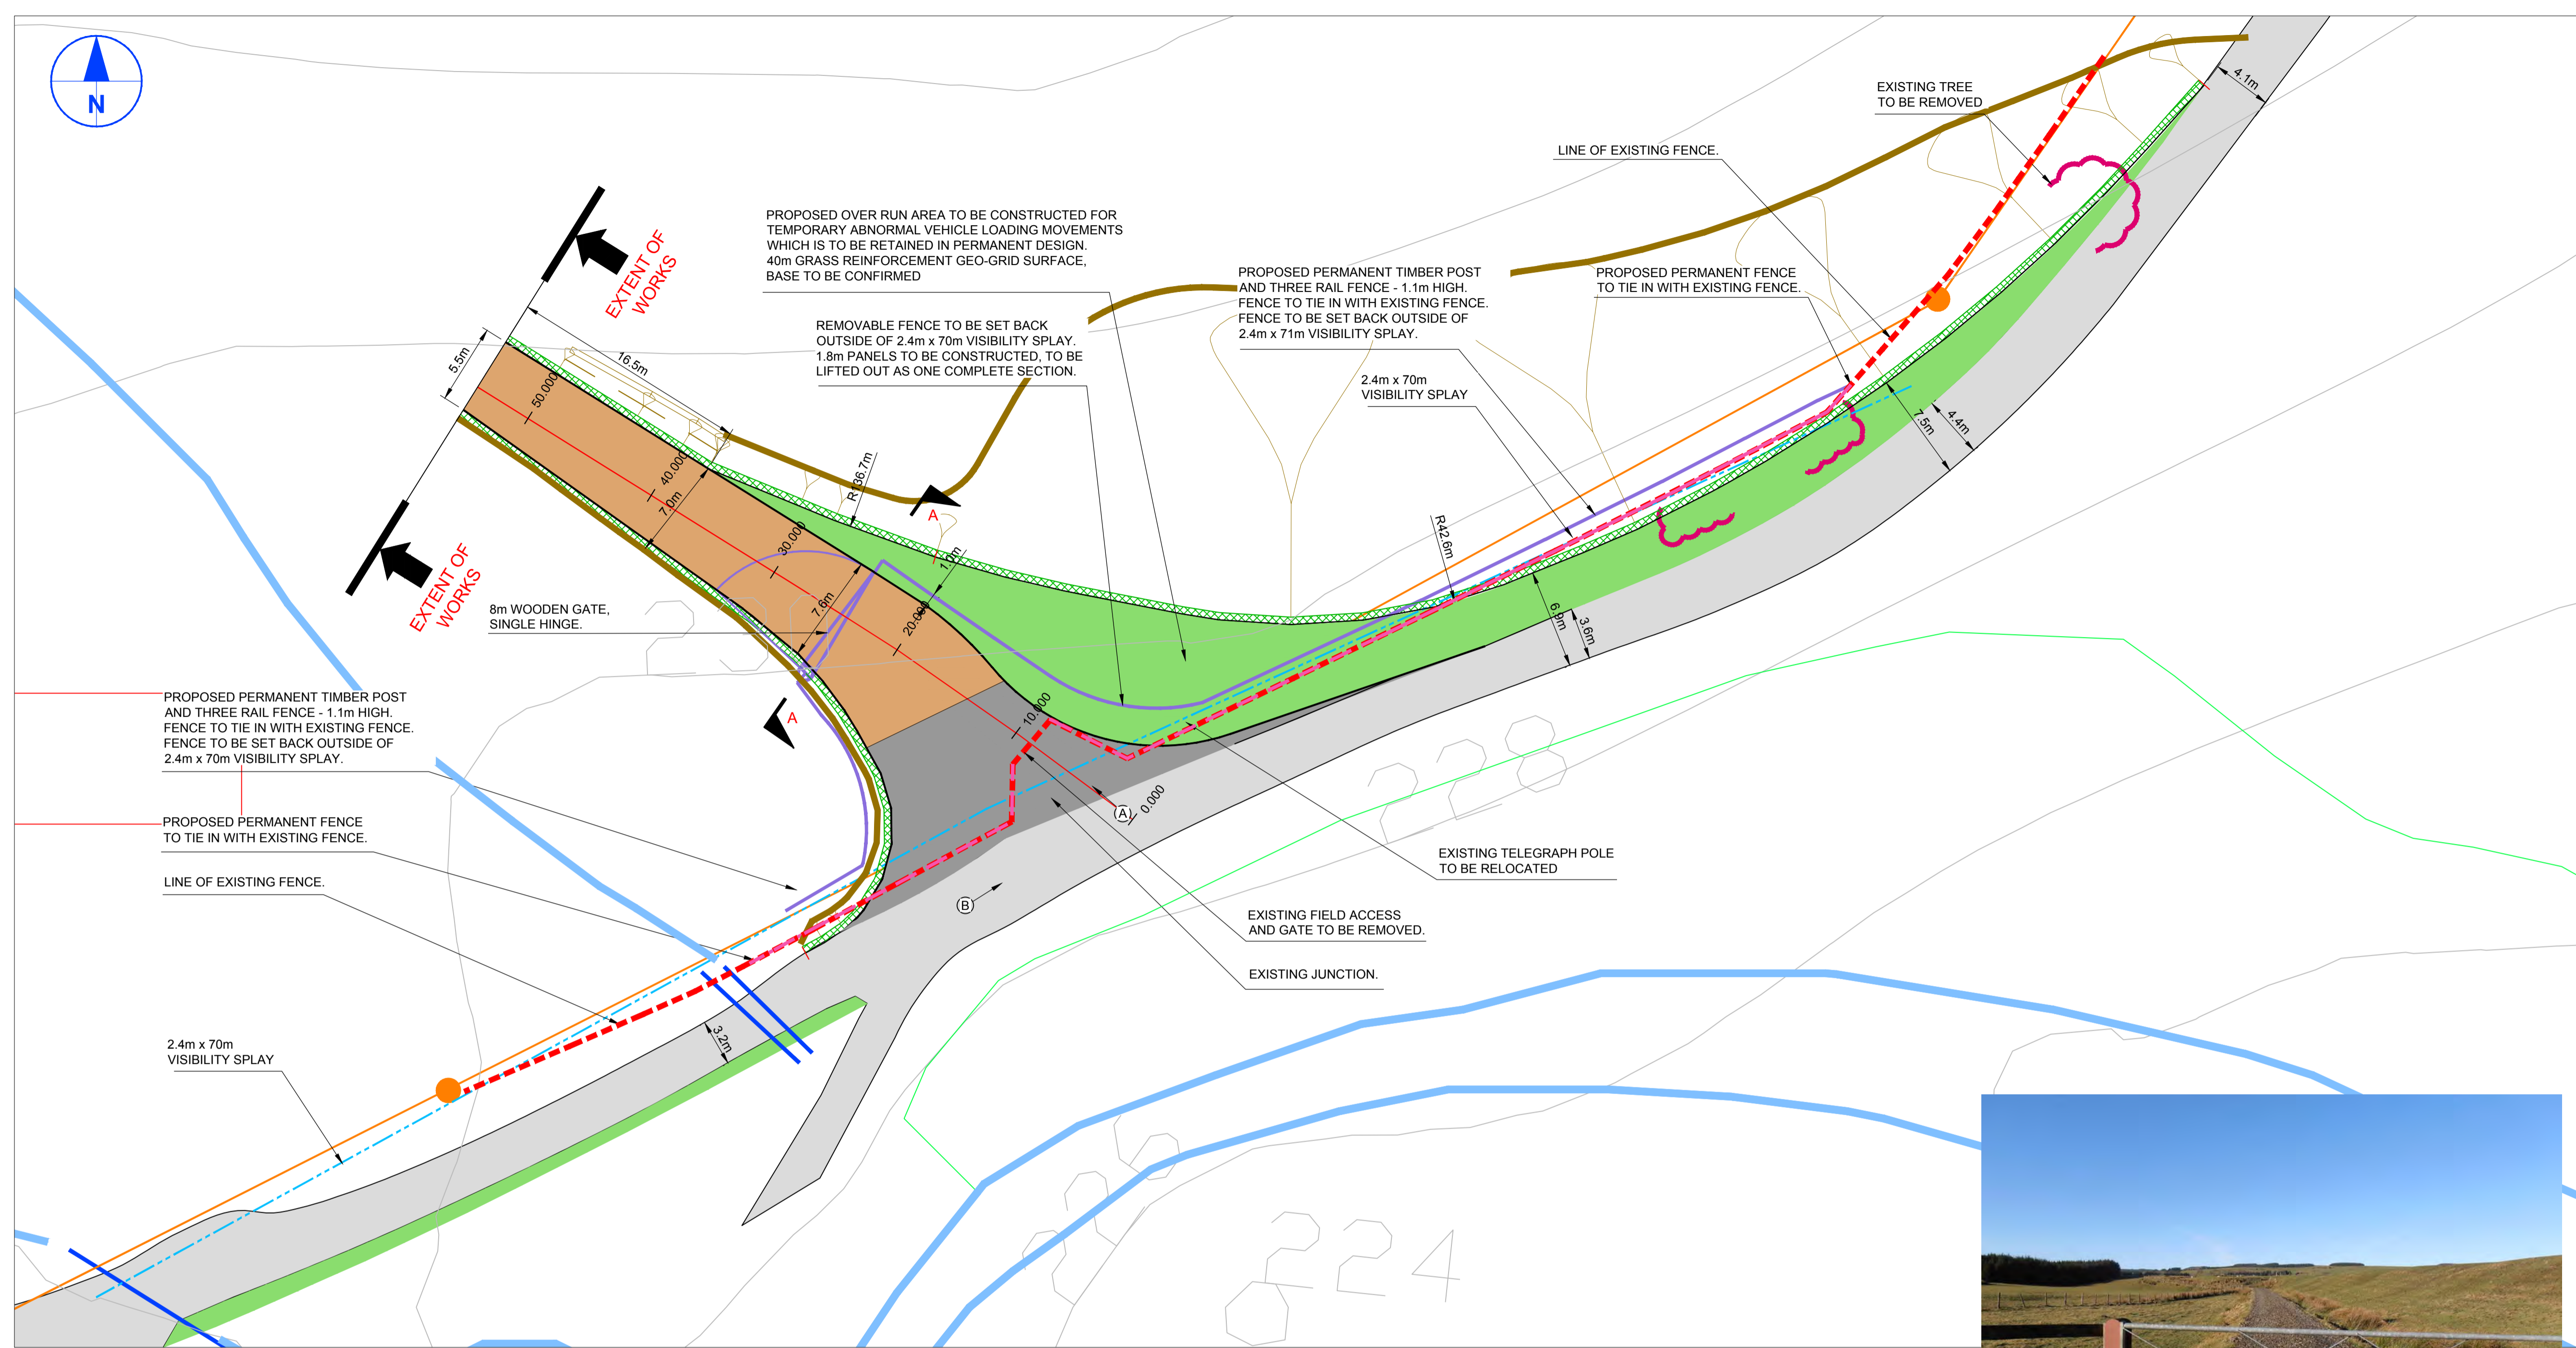 N
EXISTING TREE
TO BE REMOVED
4.1m
LINE OF EXISTING FENCE.
PROPOSED OVER RUN AREA TO BE CONSTRUCTED FOR
TEMPORARY ABNORMAL VEHICLE LOADING MOVEMENTS
WHICH IS TO BE RETAINED IN PERMANENT DESIGN.
40m GRASS REINFORCEMENT GEO-GRID SURFACE,
BASE TO BE CONFIRMED
EXTENT OF
WORKS
PROPOSED PERMANENT TIMBER POST
AND THREE RAIL FENCE - 1.1m HIGH.
FENCE TO TIE IN WITH EXISTING FENCE.
FENCE TO BE SET BACK OUTSIDE OF
2.4m x 71m VISIBILITY SPLAY.
PROPOSED PERMANENT FENCE
TO TIE IN WITH EXISTING FENCE.
REMOVABLE FENCE TO BE SET BACK
OUTSIDE OF 2.4m x 70m VISIBILITY SPLAY.
1.8m PANELS TO BE CONSTRUCTED, TO BE
LIFTED OUT AS ONE COMPLETE SECTION.
5.5m
16.5m
50.000
2.4m x 70m
VISIBILITY SPLAY
7.5m
4.4m
40.000
7.0m
R136.7m
A
30.000
1.0m
R42.6m
EXTENT OF
WORKS
8m WOODEN GATE,
SINGLE HINGE.
7.6m
20.000
6.9m
3.6m
PROPOSED PERMANENT TIMBER POST
AND THREE RAIL FENCE - 1.1m HIGH.
FENCE TO TIE IN WITH EXISTING FENCE.
FENCE TO BE SET BACK OUTSIDE OF
2.4m x 70m VISIBILITY SPLAY.
A
10.000
228
A
0.000
PROPOSED PERMANENT FENCE
TO TIE IN WITH EXISTING FENCE.
EXISTING TELEGRAPH POLE
TO BE RELOCATED
LINE OF EXISTING FENCE.
B
EXISTING FIELD ACCESS
AND GATE TO BE REMOVED.
EXISTING JUNCTION.
3.2m
2.4m x 70m
VISIBILITY SPLAY
224